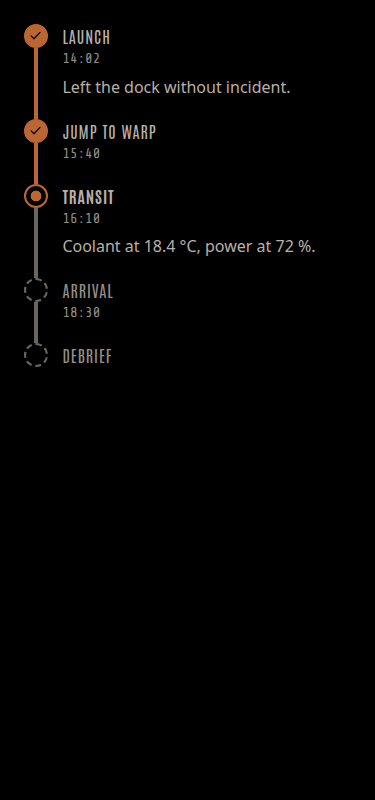 LAUNCH
14:02
Left the dock without incident.
JUMP TO WARP
15:40
TRANSIT
16:10
Coolant at 18.4 °C, power at 72 %.
ARRIVAL
18:30
DEBRIEF